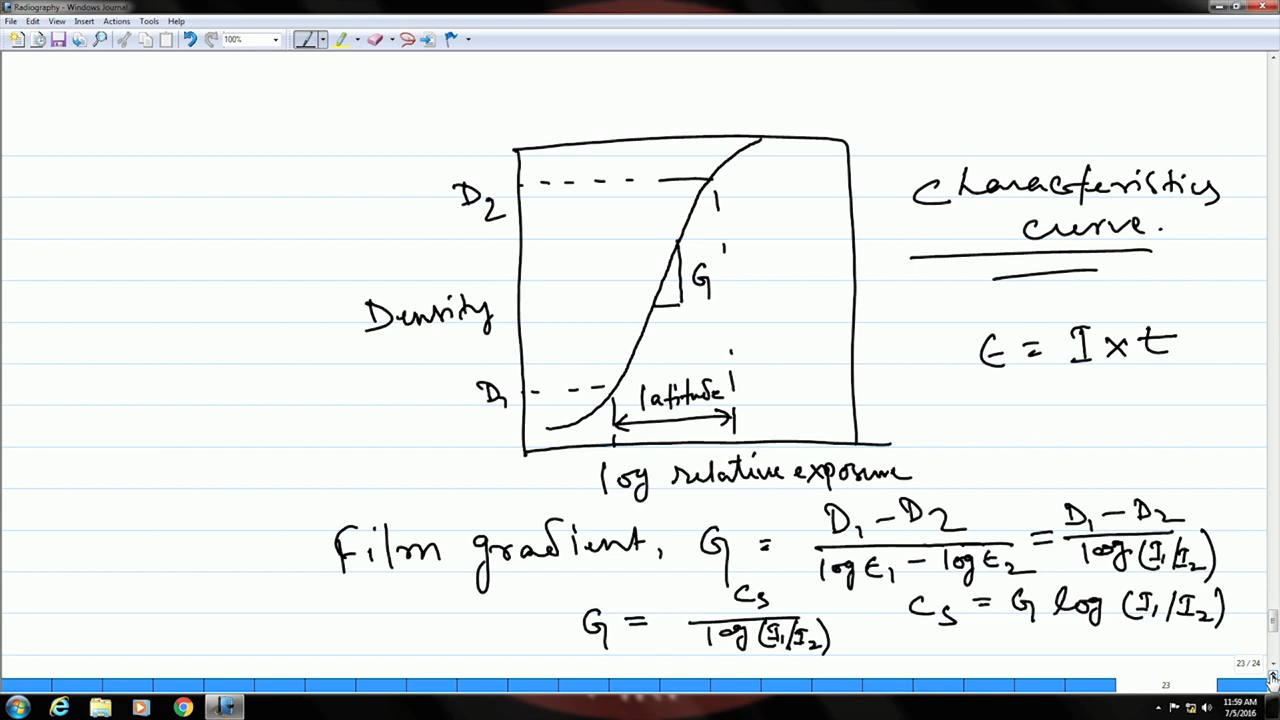 Radiography - Windows Journal
File Edit View Insert Actions Tools Help
100%
D2
G
Density
D1
latitude
log relative exposure
Characteristics
curve.
ϵ = I x t
Film gradient, G = D1 - D2 / log ϵ1 - log ϵ2 = D1 - D2 / log (I1/I2)
G = Cs / log (I1/I2)
Cs = G log (I1/I2)
23 / 24
23
11:59 AM
7/5/2016